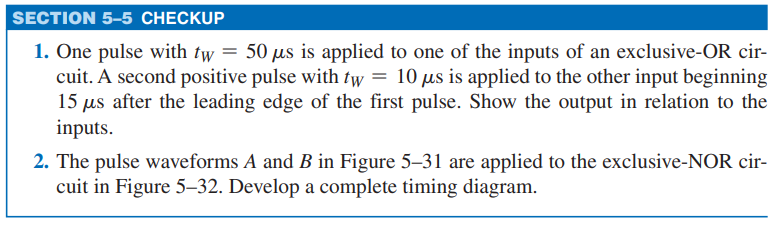 SECTION 5–5 CHECKUP
1. One pulse with tW = 50 μs is applied to one of the inputs of an exclusive-OR cir-
cuit. A second positive pulse with tW = 10 μs is applied to the other input beginning
15 μs after the leading edge of the first pulse. Show the output in relation to the
inputs.
2. The pulse waveforms A and B in Figure 5–31 are applied to the exclusive-NOR cir-
cuit in Figure 5–32. Develop a complete timing diagram.